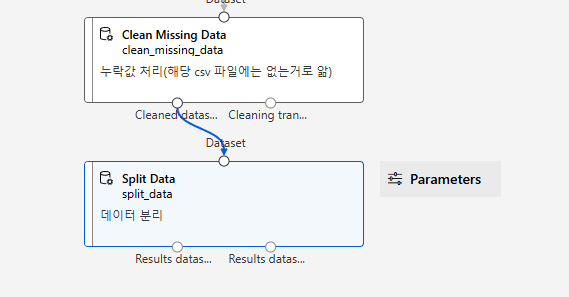 Dataset
Clean Missing Data
clean_missing_data
누락값 처리(해당 csv 파일에는 없는거로 앎)
Cleaned datas... Cleaning tran...
Dataset
Split Data
split_data
데이터 분리
Parameters
Results datas... Results datas...